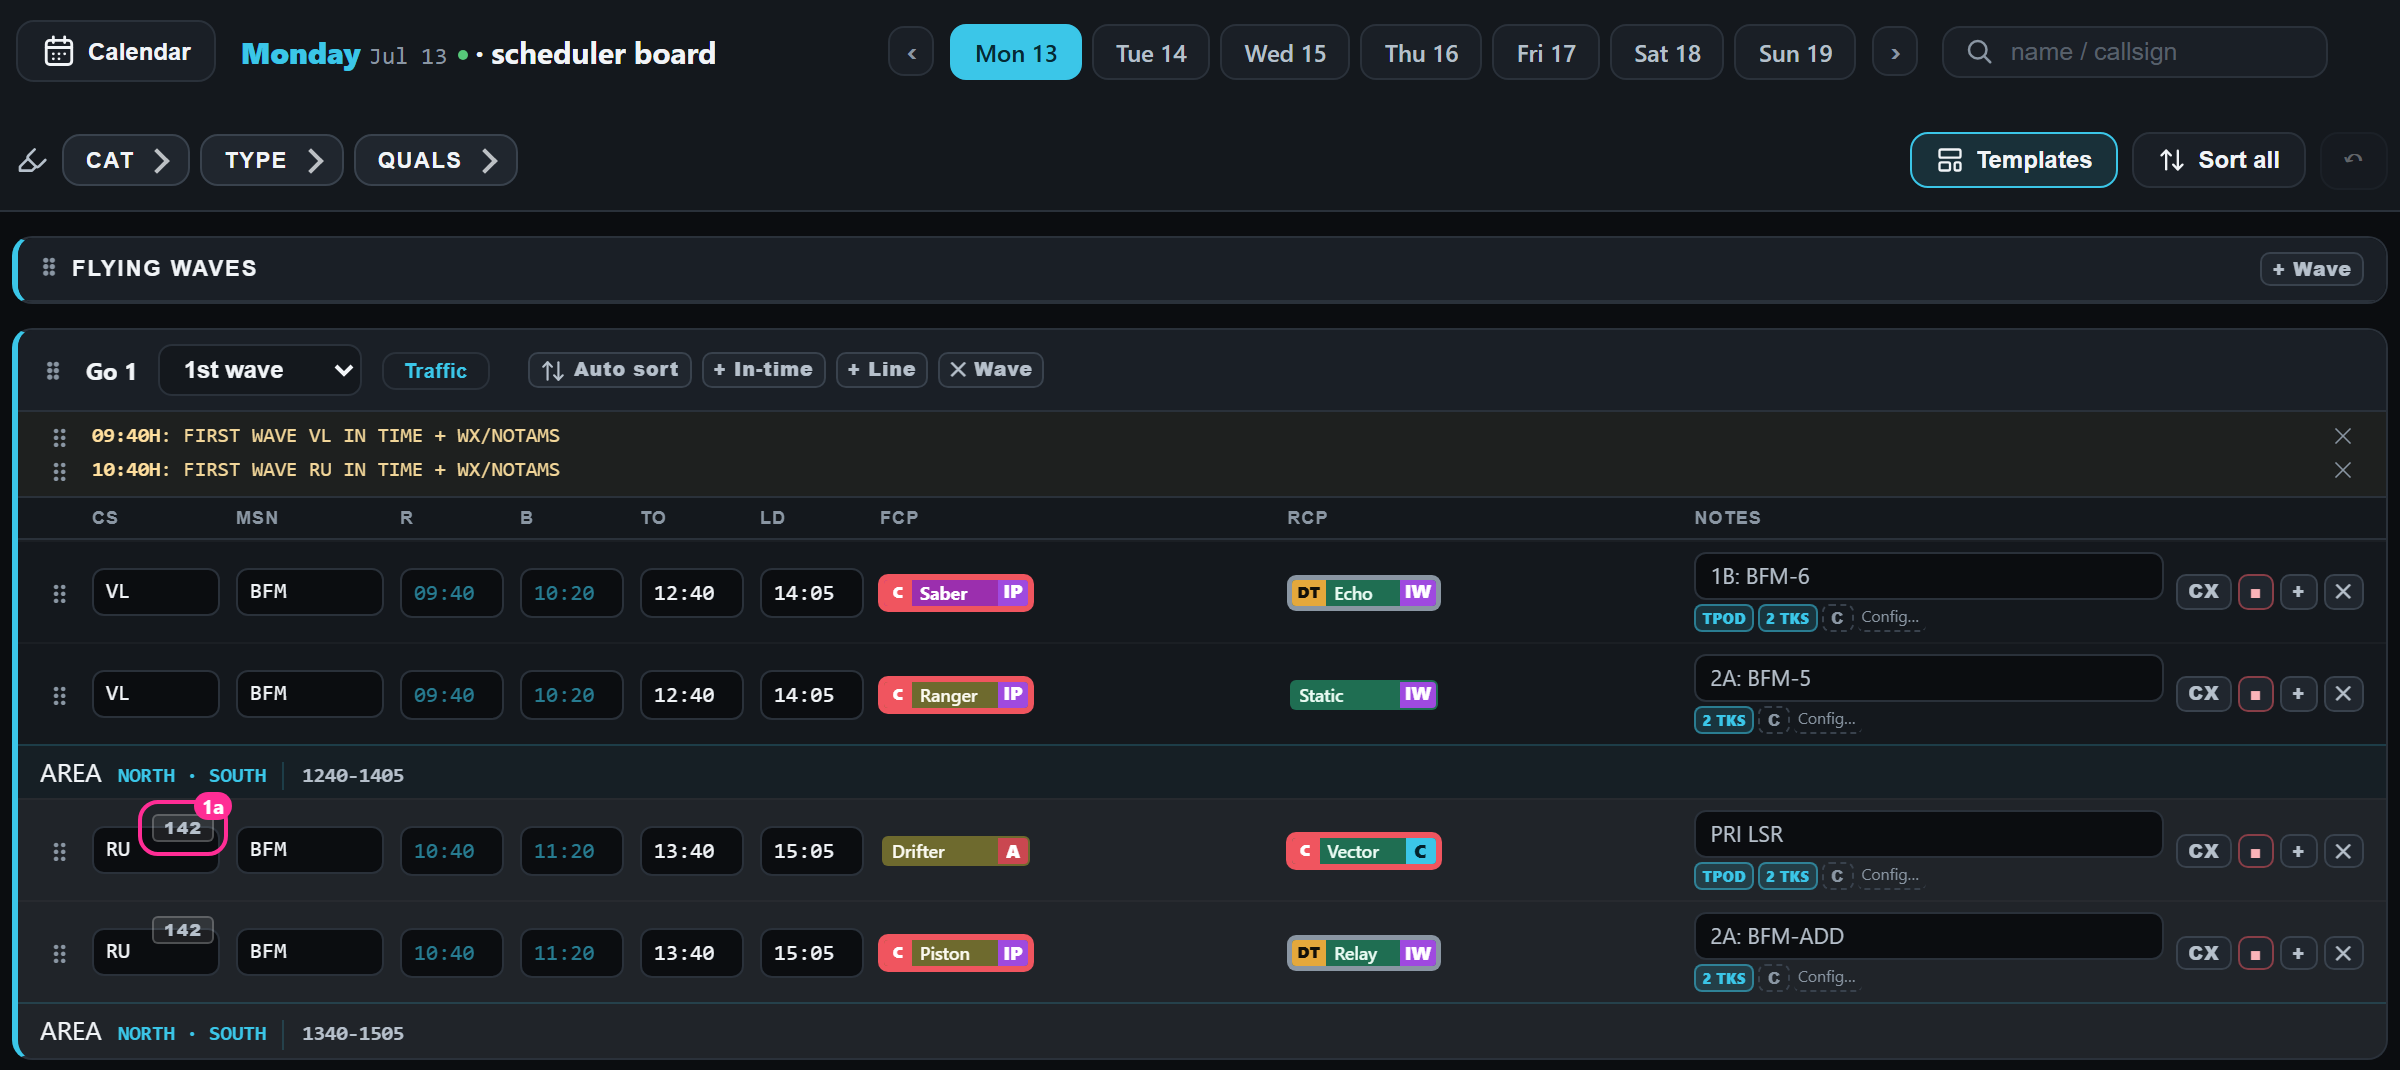 Calendar
Monday Jul 13 • · scheduler board
‹ Mon 13 Tue 14 Wed 15 Thu 16 Fri 17 Sat 18 Sun 19 › name / callsign
CAT TYPE QUALS Templates Sort all
FLYING WAVES + Wave
Go 1 1st wave Traffic Auto sort + In-time + Line × Wave
09:40H: FIRST WAVE VL IN TIME + WX/NOTAMS ×
10:40H: FIRST WAVE RU IN TIME + WX/NOTAMS ×
CS MSN R B TO LD FCP RCP NOTES
VL BFM 09:40 10:20 12:40 14:05 C Saber IP DT Echo IW 1B: BFM-6 CX + ×
TPOD 2 TKS C Config...
VL BFM 09:40 10:20 12:40 14:05 C Ranger IP Static IW 2A: BFM-5 CX + ×
2 TKS C Config...
AREA NORTH · SOUTH 1240-1405
1a
142
RU BFM 10:40 11:20 13:40 15:05 Drifter A C Vector C PRI LSR CX + ×
TPOD 2 TKS C Config...
142
RU BFM 10:40 11:20 13:40 15:05 C Piston IP DT Relay IW 2A: BFM-ADD CX + ×
2 TKS C Config...
AREA NORTH · SOUTH 1340-1505